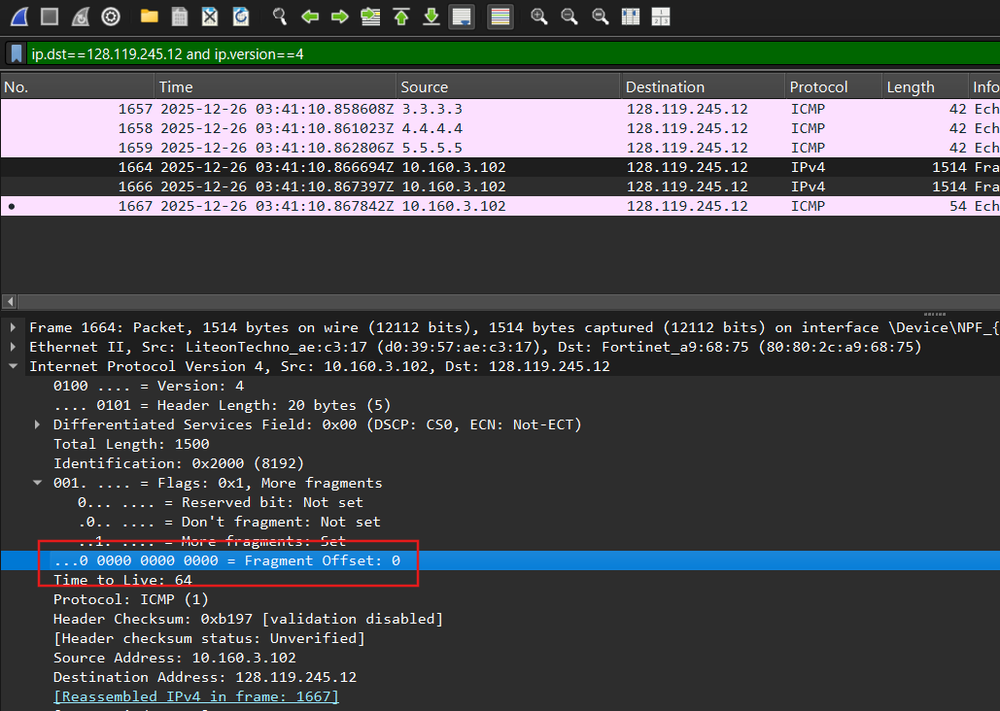 ip.dst==128.119.245.12 and ip.version==4
No. Time Source Destination Protocol Length Info
1657 2025-12-26 03:41:10.858608Z 3.3.3.3 128.119.245.12 ICMP 42 Ech
1658 2025-12-26 03:41:10.861023Z 4.4.4.4 128.119.245.12 ICMP 42 Ech
1659 2025-12-26 03:41:10.862806Z 5.5.5.5 128.119.245.12 ICMP 42 Ech
1664 2025-12-26 03:41:10.866694Z 10.160.3.102 128.119.245.12 IPv4 1514 Fra
1666 2025-12-26 03:41:10.867397Z 10.160.3.102 128.119.245.12 IPv4 1514 Fra
1667 2025-12-26 03:41:10.867842Z 10.160.3.102 128.119.245.12 ICMP 54 Ech
Frame 1664: Packet, 1514 bytes on wire (12112 bits), 1514 bytes captured (12112 bits) on interface \Device\NPF_{
Ethernet II, Src: LiteonTechno_ae:c3:17 (d0:39:57:ae:c3:17), Dst: Fortinet_a9:68:75 (80:80:2c:a9:68:75)
Internet Protocol Version 4, Src: 10.160.3.102, Dst: 128.119.245.12
0100 .... = Version: 4
.... 0101 = Header Length: 20 bytes (5)
Differentiated Services Field: 0x00 (DSCP: CS0, ECN: Not-ECT)
Total Length: 1500
Identification: 0x2000 (8192)
001. .... = Flags: 0x1, More fragments
0... .... = Reserved bit: Not set
.0.. .... = Don't fragment: Not set
..1. .... = More fragments: Set
...0 0000 0000 0000 = Fragment Offset: 0
Time to Live: 64
Protocol: ICMP (1)
Header Checksum: 0xb197 [validation disabled]
[Header checksum status: Unverified]
Source Address: 10.160.3.102
Destination Address: 128.119.245.12
[Reassembled IPv4 in frame: 1667]